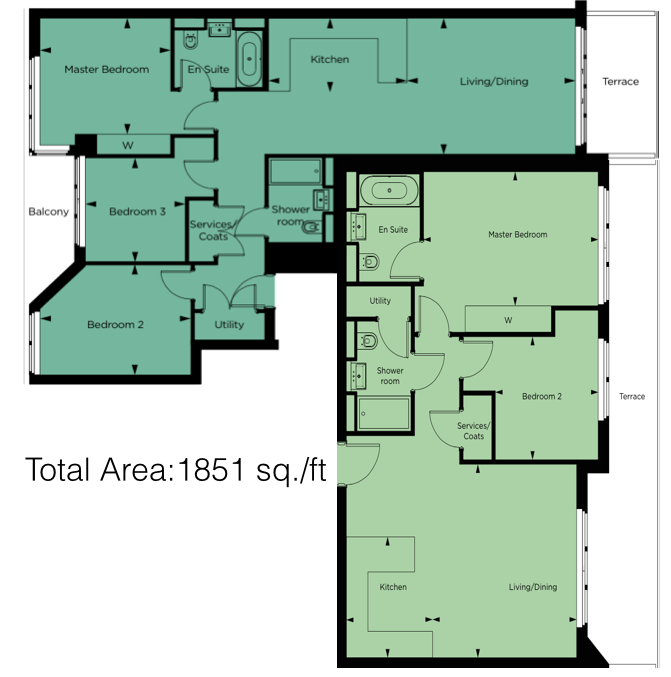 Master Bedroom
En Suite
Kitchen
Living/Dining
Terrace
W
Balcony
Bedroom 3
Services/
Coats
Shower
room
Bedroom 2
Utility
En Suite
Master Bedroom
Utility
W
Shower
room
Bedroom 2
Terrace
Services/
Coats
Total Area:1851 sq./ft
Kitchen
Living/Dining